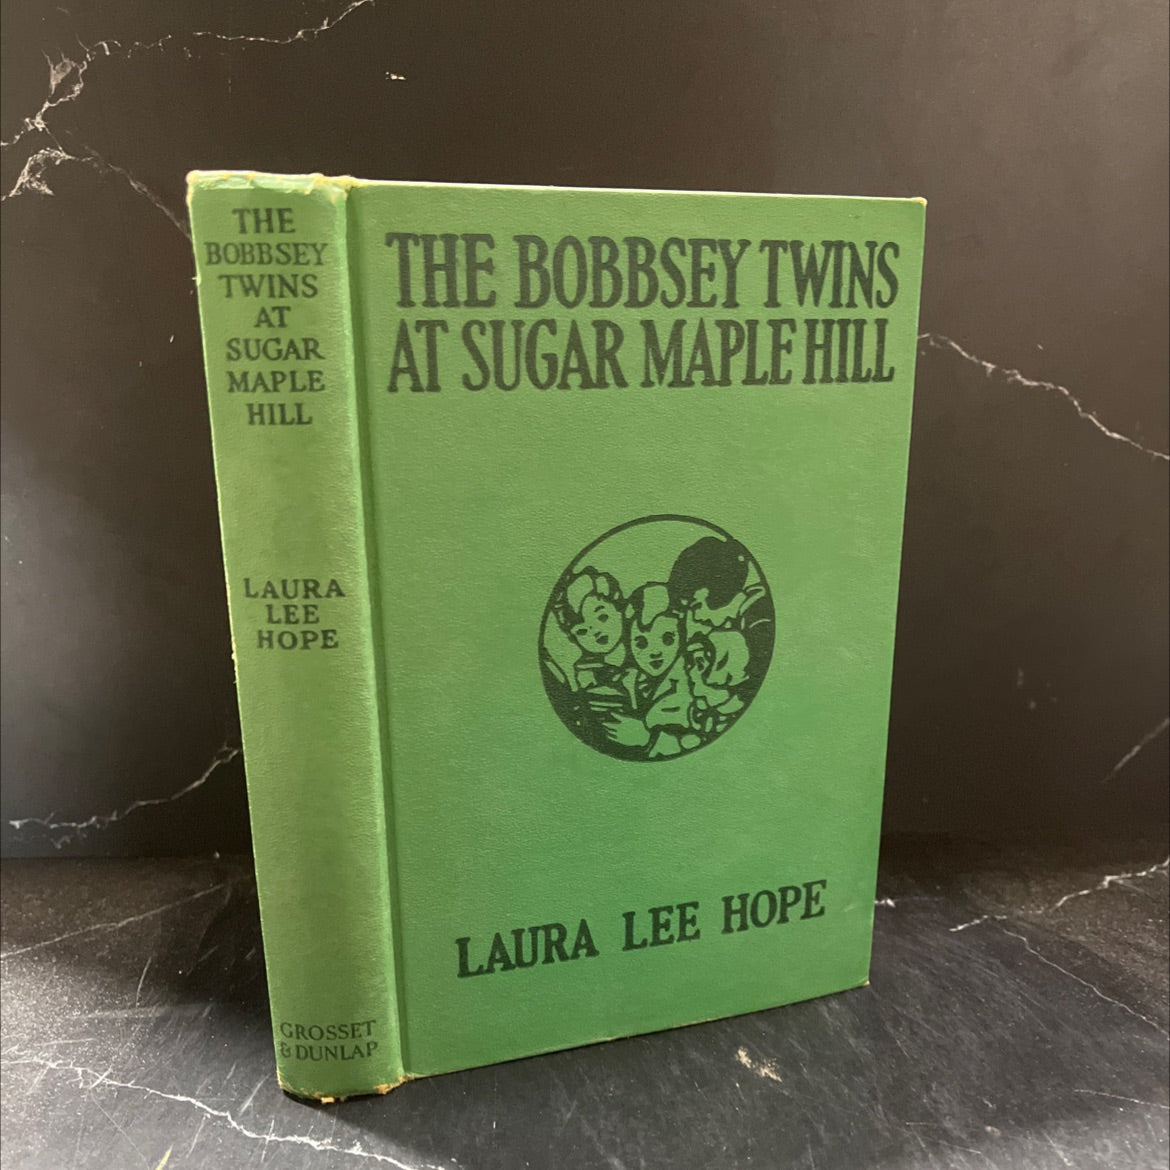 THE
BOBBSEY
TWINS
AT
SUGAR
MAPLE
HILL
LAURA
LEE
HOPE
GROSSET
& DUNLAP
THE BOBBSEY TWINS
AT SUGAR MAPLE HILL
LAURA LEE HOPE